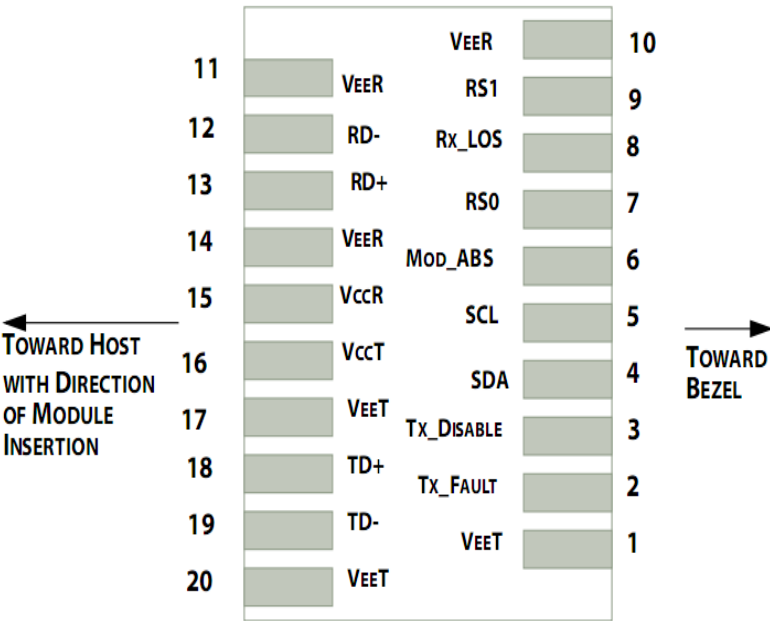 VEER 10
11 VEER
RS1 9
12 RD-
RX_LOS 8
13 RD+
RS0 7
14 VEER
MOD_ABS 6
15 VCCR
SCL 5
TOWARD HOST
WITH DIRECTION
OF MODULE
INSERTION
16 VCCT
SDA 4
TOWARD
BEZEL
17 VEET
TX_DISABLE 3
18 TD+
TX_FAULT 2
19 TD-
VEET 1
20 VEET